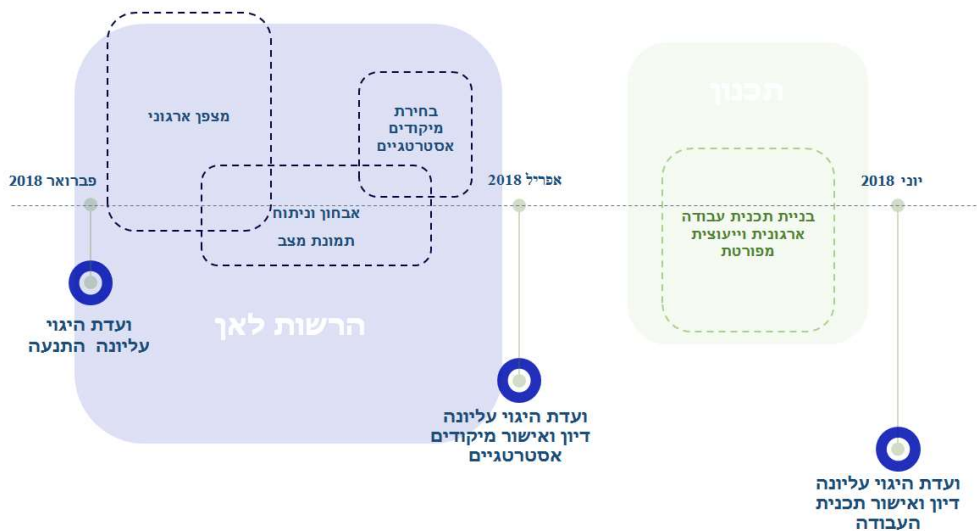 תכנון
מצפן ארגוני
בחירת
מיקודים
אסטרטגיים
פברואר 2018
אפריל 2018
יוני 2018
אבחון וניתוח
תמונת מצב
בניית תכנית עבודה
ארגונית וייעוצית
מפורטת
הרשות לאן
ועדת היגוי
עליונה התנעה
ועדת היגוי עליונה
דיון ואישור מיקודים
אסטרטגיים
ועדת היגוי עליונה
דיון ואישור תכנית
העבודה